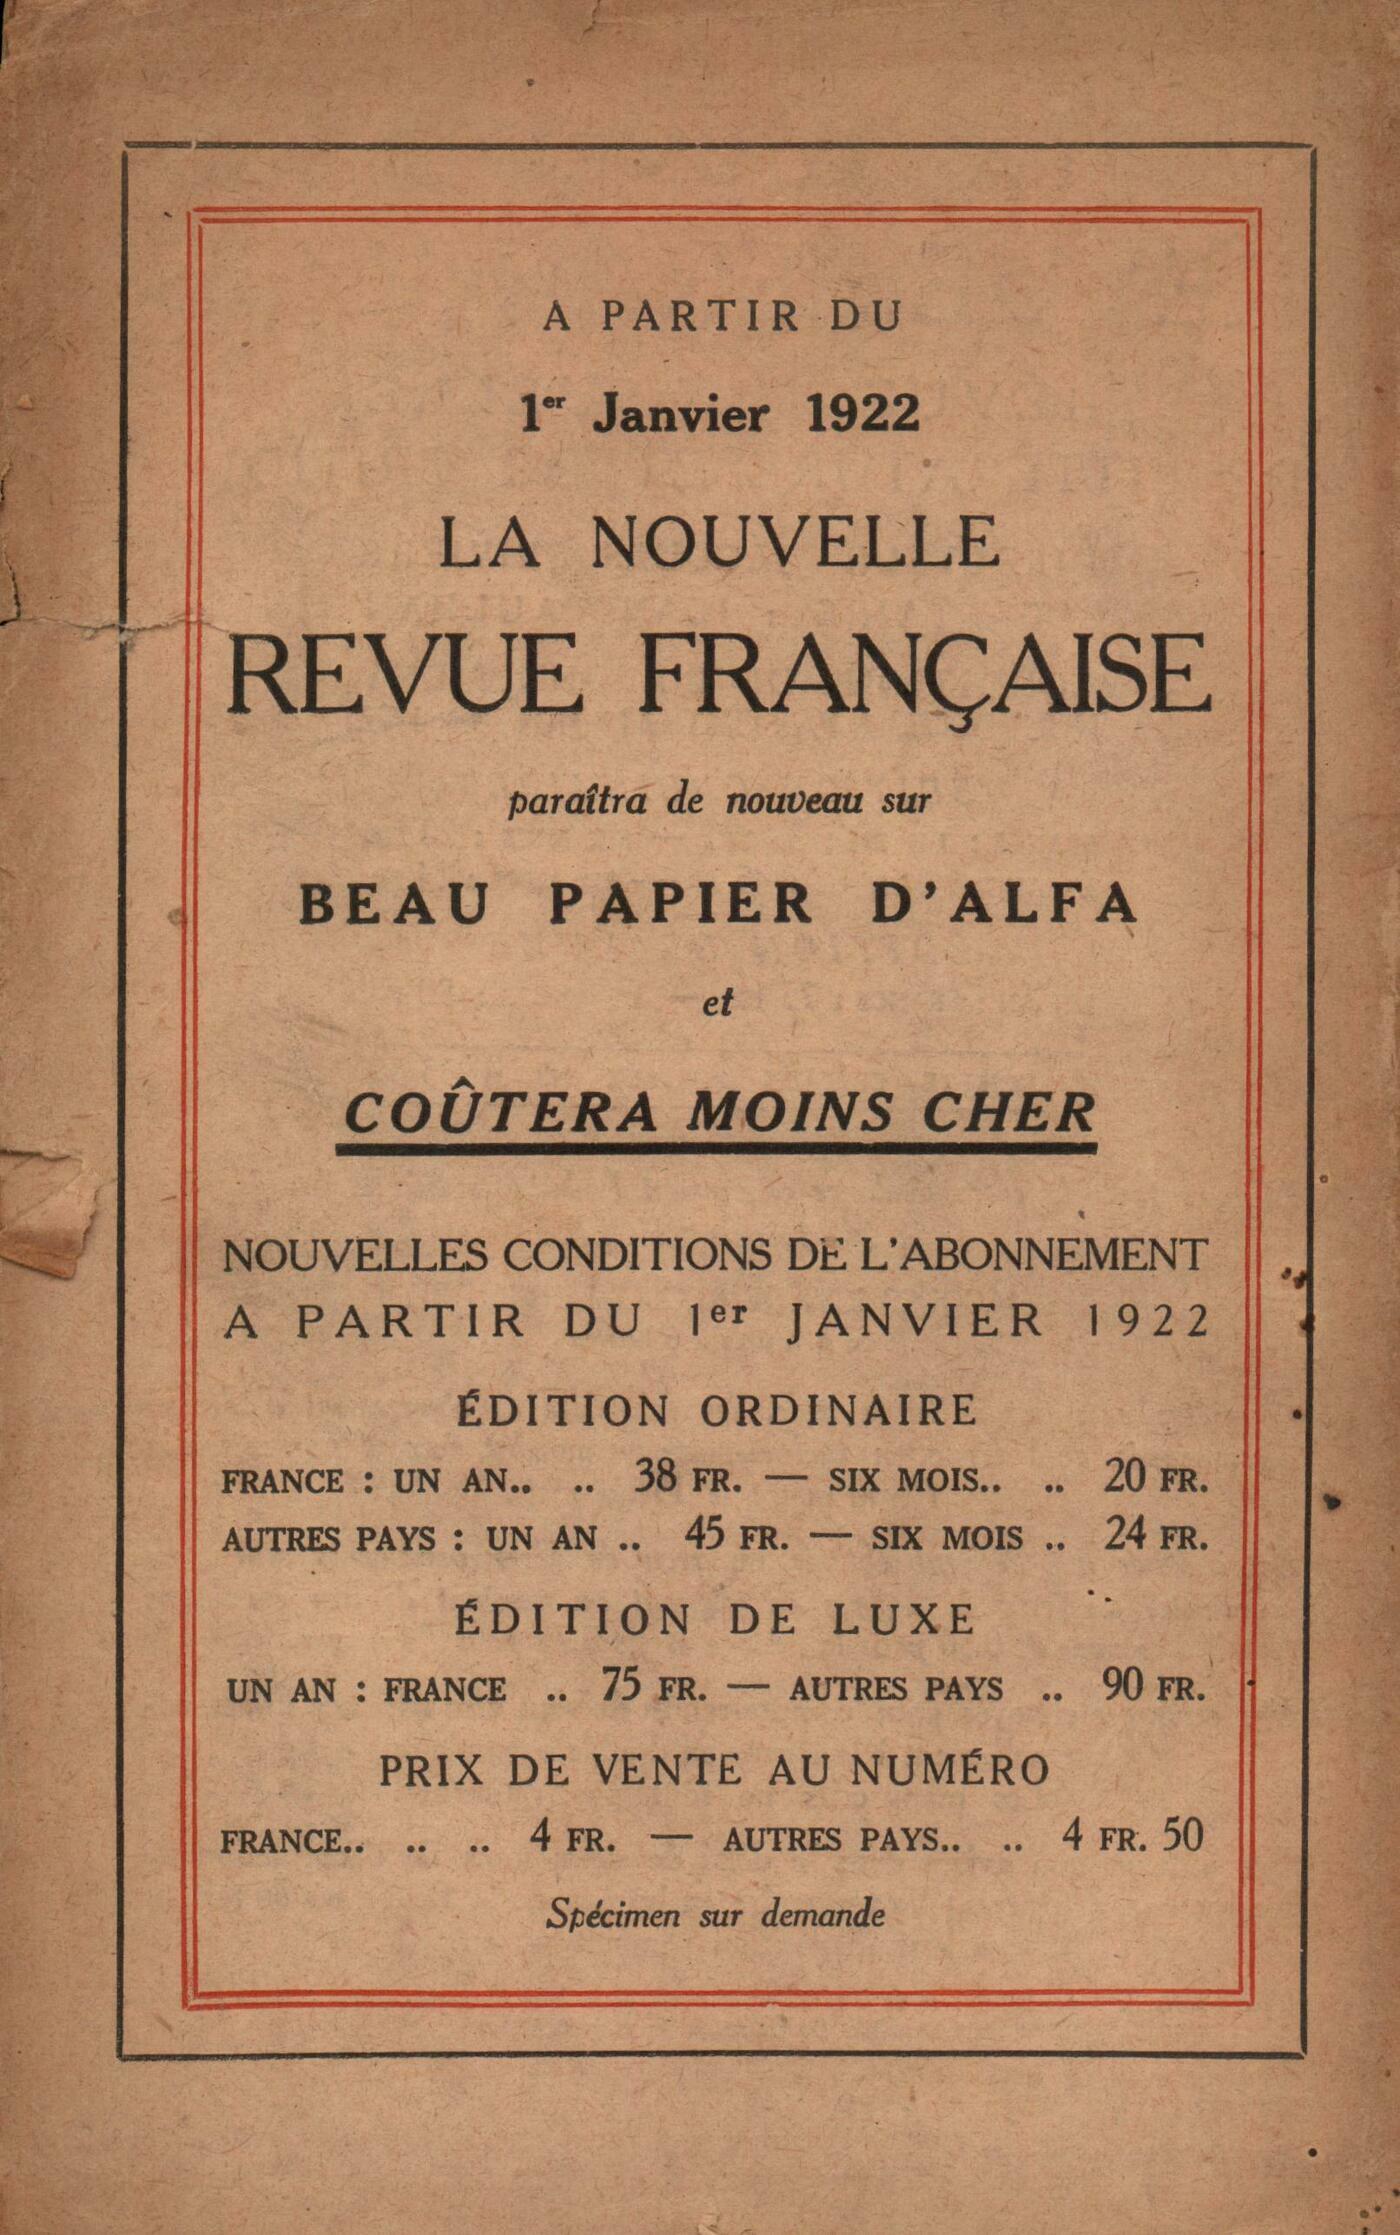 A PARTIR DU
1er Janvier 1922
LA NOUVELLE
REVUE FRANÇAISE
paraîtra de nouveau sur
BEAU PAPIER D'ALFA
et
COÛTERA MOINS CHER
NOUVELLES CONDITIONS DE L'ABONNEMENT
A PARTIR DU 1er JANVIER 1922
ÉDITION ORDINAIRE
FRANCE : UN AN.. .. 38 FR. — SIX MOIS.. .. 20 FR.
AUTRES PAYS : UN AN .. 45 FR. — SIX MOIS .. 24 FR.
ÉDITION DE LUXE
UN AN : FRANCE .. 75 FR. — AUTRES PAYS .. 90 FR.
PRIX DE VENTE AU NUMÉRO
FRANCE.. .. .. 4 FR. — AUTRES PAYS.. .. 4 FR. 50
Spécimen sur demande